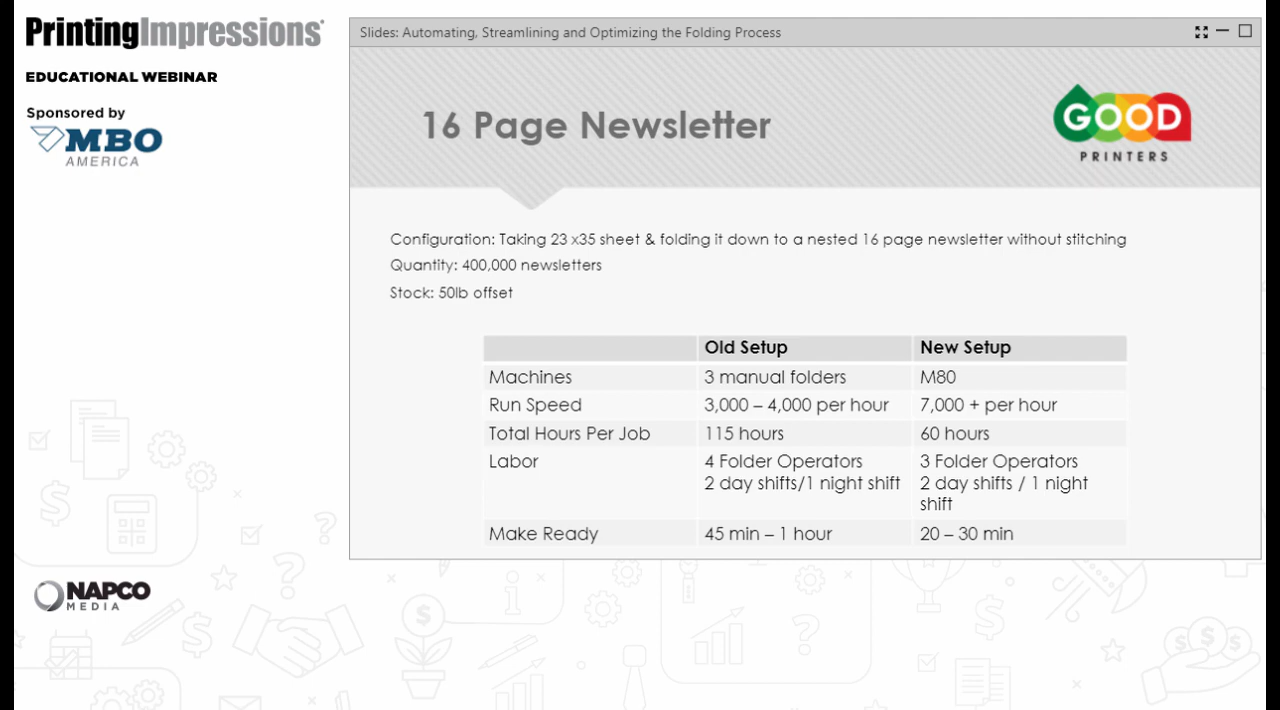 PrintingImpressions®
EDUCATIONAL WEBINAR
Sponsored by
MBO
AMERICA
NAPCO
MEDIA
Slides: Automating, Streamlining and Optimizing the Folding Process
16 Page Newsletter
GOOD
PRINTERS
Configuration: Taking 23 x35 sheet & folding it down to a nested 16 page newsletter without stitching
Quantity: 400,000 newsletters
Stock: 50lb offset
Old Setup New Setup
Machines 3 manual folders M80
Run Speed 3,000 – 4,000 per hour 7,000 + per hour
Total Hours Per Job 115 hours 60 hours
Labor 4 Folder Operators 3 Folder Operators
2 day shifts/1 night shift 2 day shifts / 1 night
shift
Make Ready 45 min – 1 hour 20 – 30 min